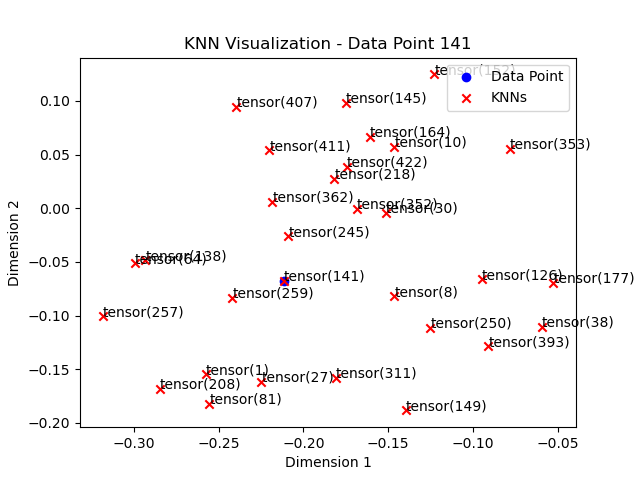 KNN Visualization - Data Point 141
tensor(152)
Data Point
KNNs
tensor(407)
tensor(145)
tensor(164)
tensor(10)
tensor(353)
tensor(411)
tensor(422)
tensor(218)
tensor(362)
tensor(352)
tensor(30)
tensor(245)
tensor(138)
tensor(64)
tensor(141)
tensor(126)
tensor(177)
tensor(259)
tensor(8)
tensor(257)
tensor(250)
tensor(38)
tensor(393)
tensor(1)
tensor(27)
tensor(311)
tensor(208)
tensor(81)
tensor(149)
0.10
0.05
0.00
−0.05
−0.10
−0.15
−0.20
Dimension 2
−0.30
−0.25
−0.20
−0.15
−0.10
−0.05
Dimension 1